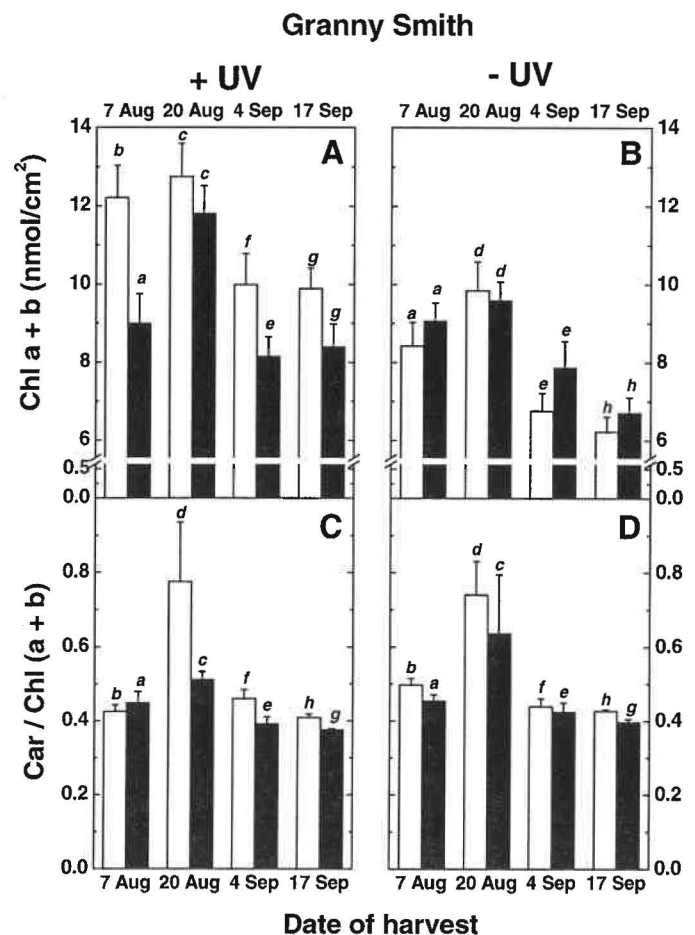 Granny Smith
+ UV
- UV
7 Aug 20 Aug 4 Sep 17 Sep
7 Aug 20 Aug 4 Sep 17 Sep
Chl a + b (nmol/cm²)
14
12
10
8
6
0.5
0.0
A
b
a
c
c
f
e
g
g
B
a
a
d
d
e
e
h
h
14
12
10
8
6
0.5
0.0
Car / Chl (a + b)
0.8
0.6
0.4
0.2
0.0
C
b
a
d
c
f
e
h
g
D
b
a
d
c
f
e
h
g
0.8
0.6
0.4
0.2
0.0
7 Aug 20 Aug 4 Sep 17 Sep
7 Aug 20 Aug 4 Sep 17 Sep
Date of harvest